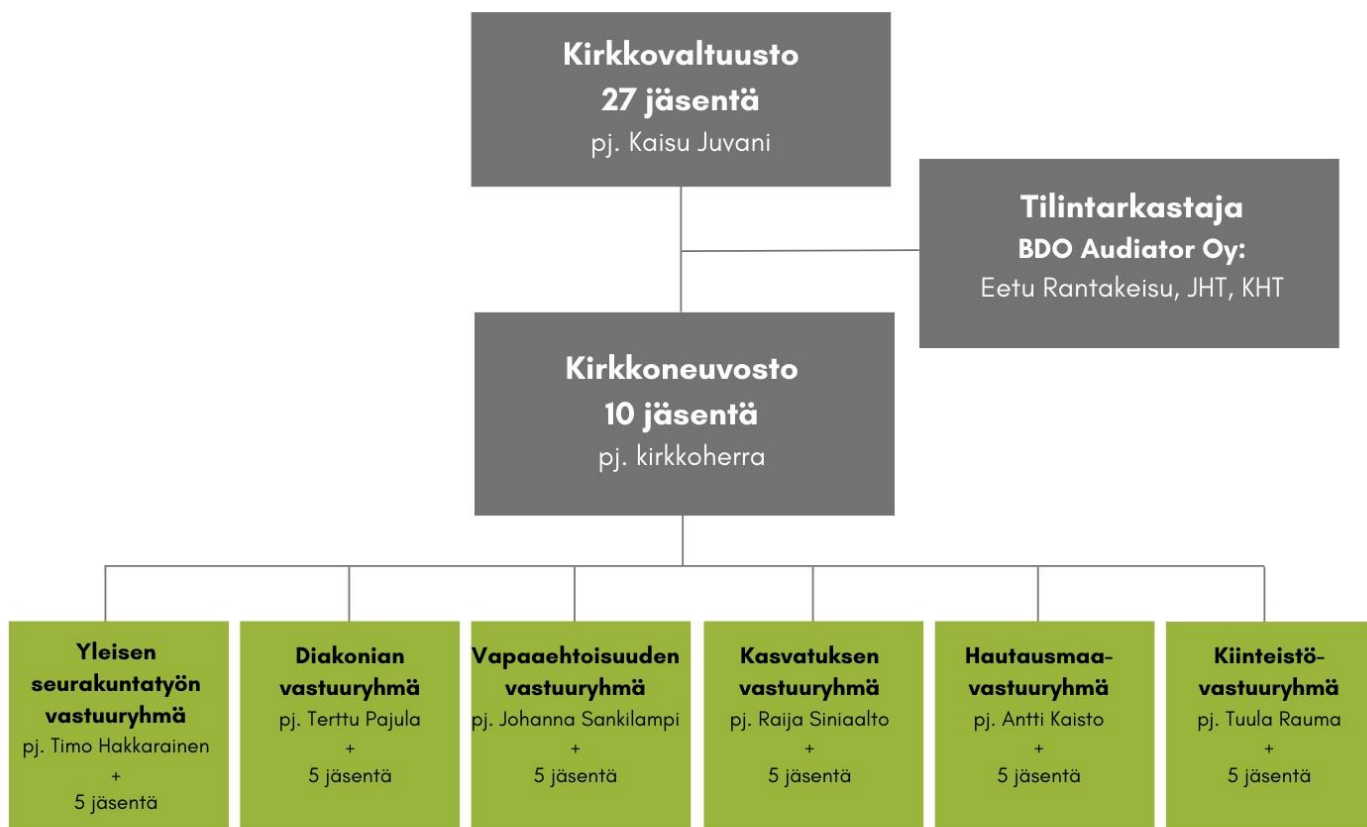 Kirkkovaltuusto
27 jäsentä
pj. Kaisu Juvani
Tilintarkastaja
BDO Audiator Oy:
Eetu Rantakeisu, JHT, KHT
Kirkkoneuvosto
10 jäsentä
pj. kirkkoherra
Yleisen
seurakuntatyön
vastuuryhmä
pj. Timo Hakkarainen
+
5 jäsentä
Diakonian
vastuuryhmä
pj. Terttu Pajula
+
5 jäsentä
Vapaaehtoisuuden
vastuuryhmä
pj. Johanna Sankilampi
+
5 jäsentä
Kasvatuksen
vastuuryhmä
pj. Raija Siniaalto
+
5 jäsentä
Hautausmaa-
vastuuryhmä
pj. Antti Kaisto
+
5 jäsentä
Kiinteistö-
vastuuryhmä
pj. Tuula Rauma
+
5 jäsentä